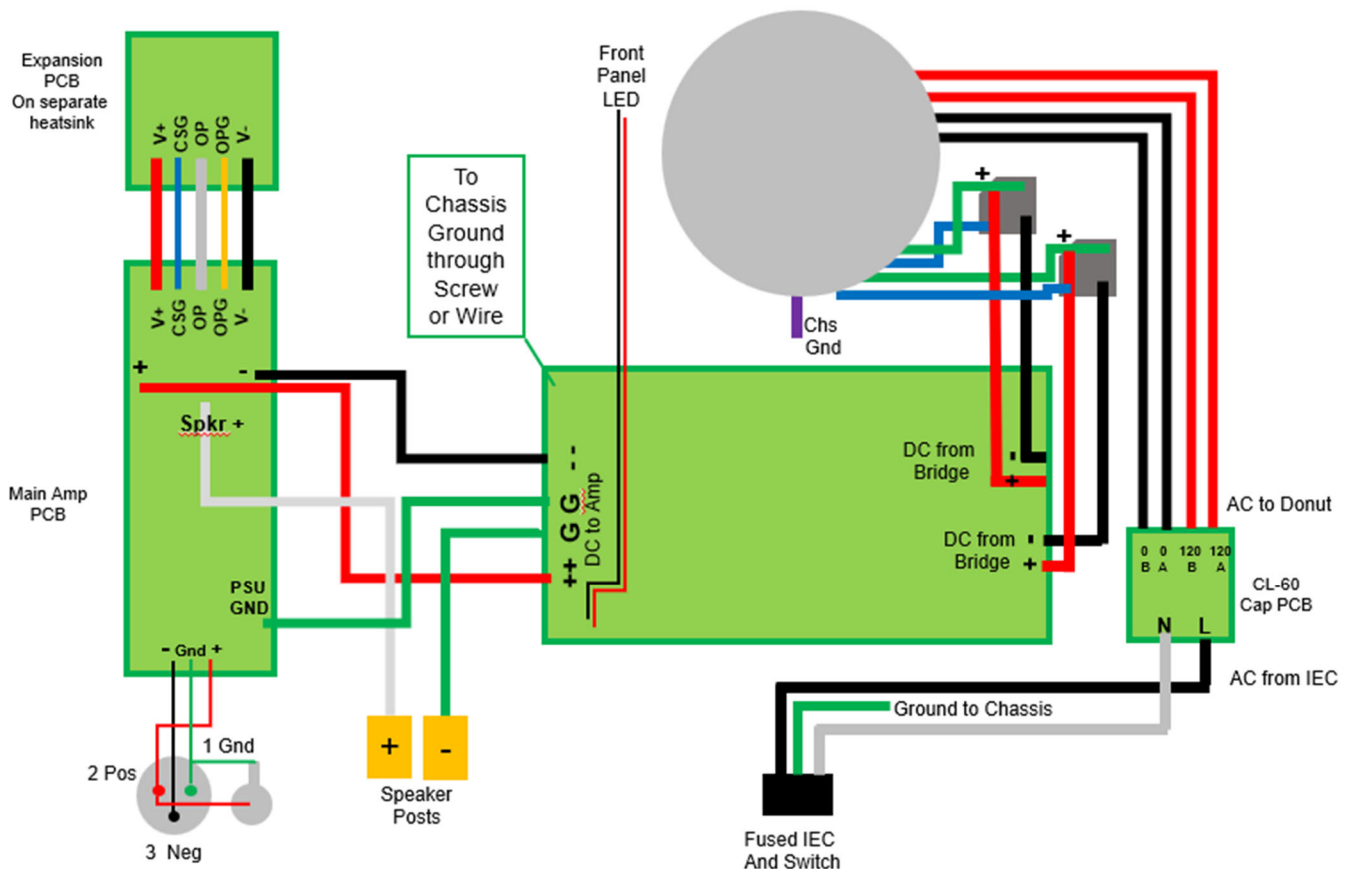 Expansion
PCB
On separate
heatsink
V+
CSG
OP
OPG
V-
V+
CSG
OP
OPG
V-
+
-
Spkr +
Main Amp
PCB
PSU
GND
- Gnd +
1 Gnd
2 Pos
3 Neg
To
Chassis
Ground
through
Screw
or Wire
Front
Panel
LED
Chs
Gnd
+
+
- -
G G
++
DC to Amp
DC from
Bridge
-
+
DC from
Bridge
-
+
+
-
Speaker
Posts
AC to Donut
0 0 120 120
B A B A
CL-60
Cap PCB
N L
AC from IEC
Ground to Chassis
Fused IEC
And Switch